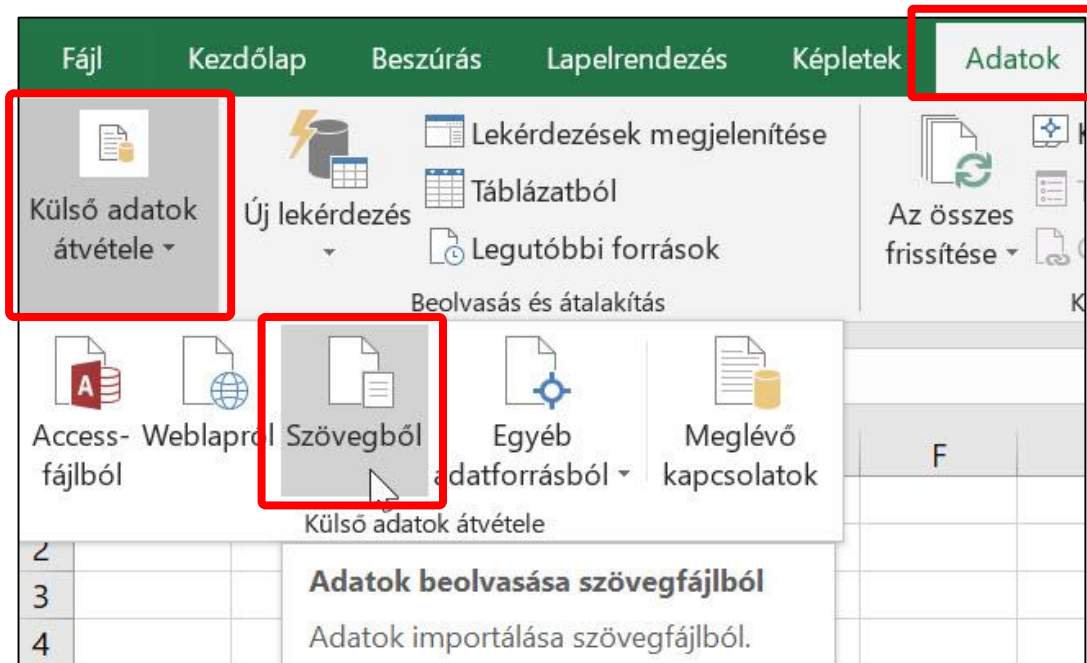 Fájl Kezdőlap Beszúrás Lapelrendezés Képletek Adatok
Lekérdezések megjelenítése
Táblázatból
Legutóbbi források
Külső adatok
átvétele
Új lekérdezés
Az összes
frissítése
Beolvasás és átalakítás
K
Access-
fájlból
Weblapról
Szövegből
Egyéb
adatforrásból
Meglévő
kapcsolatok
Külső adatok átvétele
F
2
3
4
Adatok beolvasása szövegfájlból
Adatok importálása szövegfájlból.